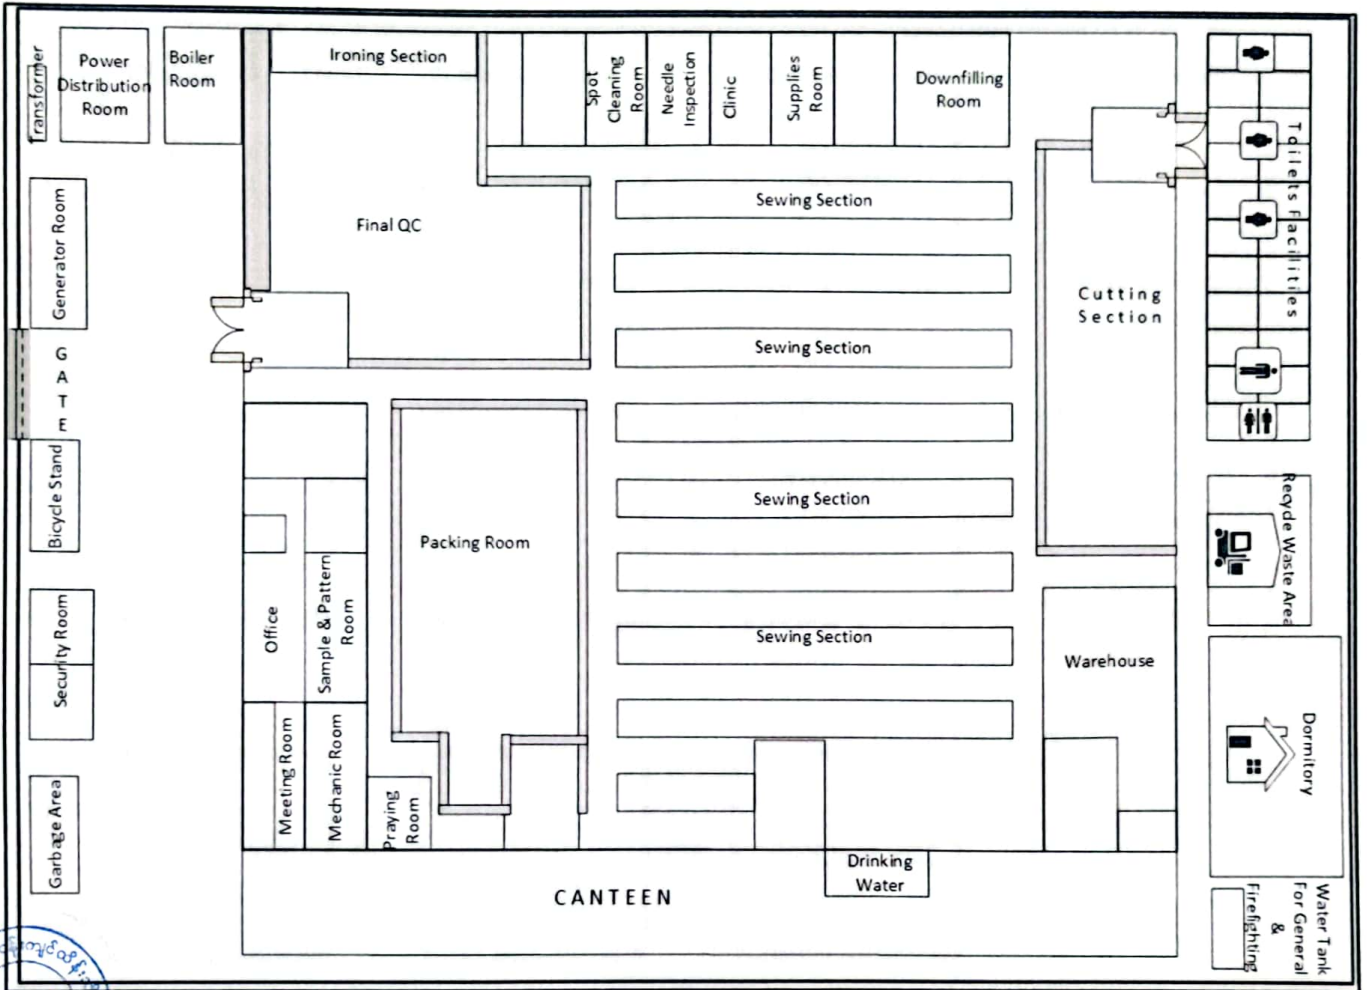 Transformer
Power
Distribution
Room
Boiler
Room
Ironing Section
Spot
Cleaning
Room
Needle
Inspection
Clinic
Supplies
Room
Downfilling
Room
Toilets Facilities
Generator Room
Final QC
Sewing Section
Sewing Section
Sewing Section
Sewing Section
Cutting
Section
GATE
Bicycle Stand
Security Room
Garbage Area
Office
Sample & Pattern
Room
Meeting Room
Mechanic Room
Praying
Room
Packing Room
Warehouse
Recycle Waste Area
Dormitory
Drinking
Water
CANTEEN
Water Tank
For General
&
Firefighting